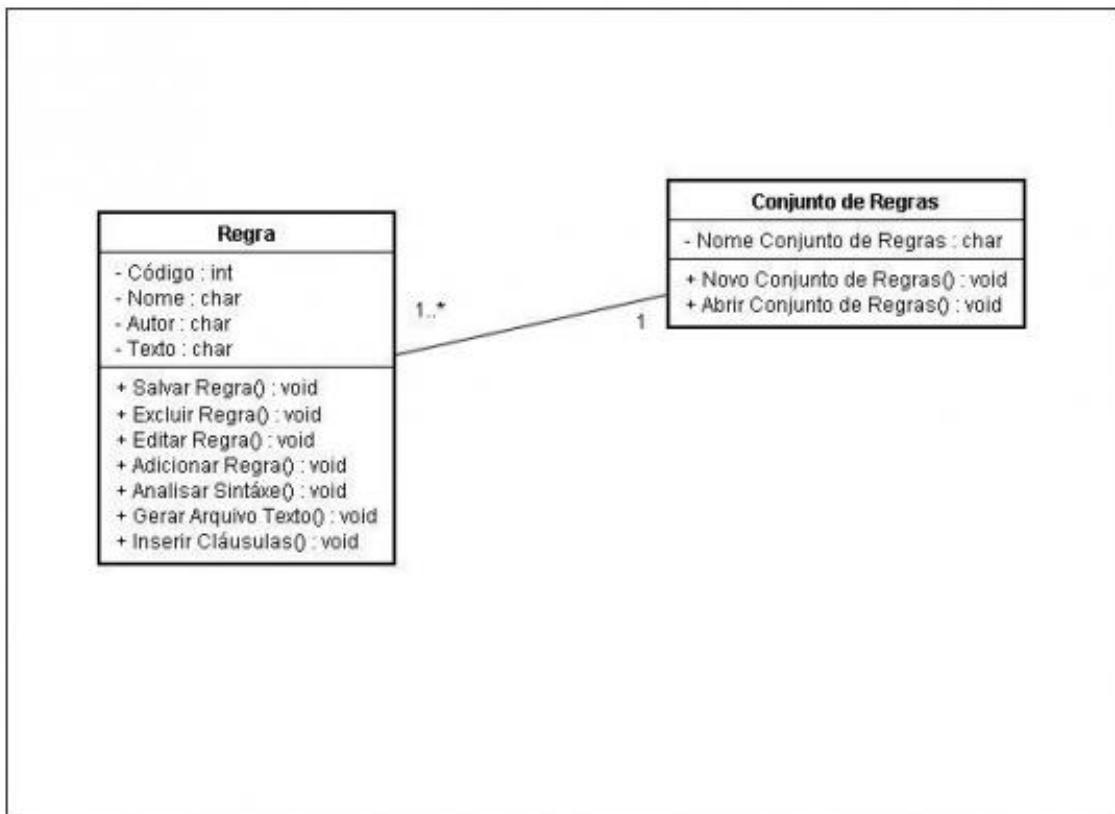 Regra
- Código : int
- Nome : char
- Autor : char
- Texto : char
+ Salvar Regra() : void
+ Excluir Regra() : void
+ Editar Regra() : void
+ Adicionar Regra() : void
+ Analisar Sintáxe() : void
+ Gerar Arquivo Texto() : void
+ Inserir Cláusulas() : void
1..*
1
Conjunto de Regras
- Nome Conjunto de Regras : char
+ Novo Conjunto de Regras() : void
+ Abrir Conjunto de Regras() : void